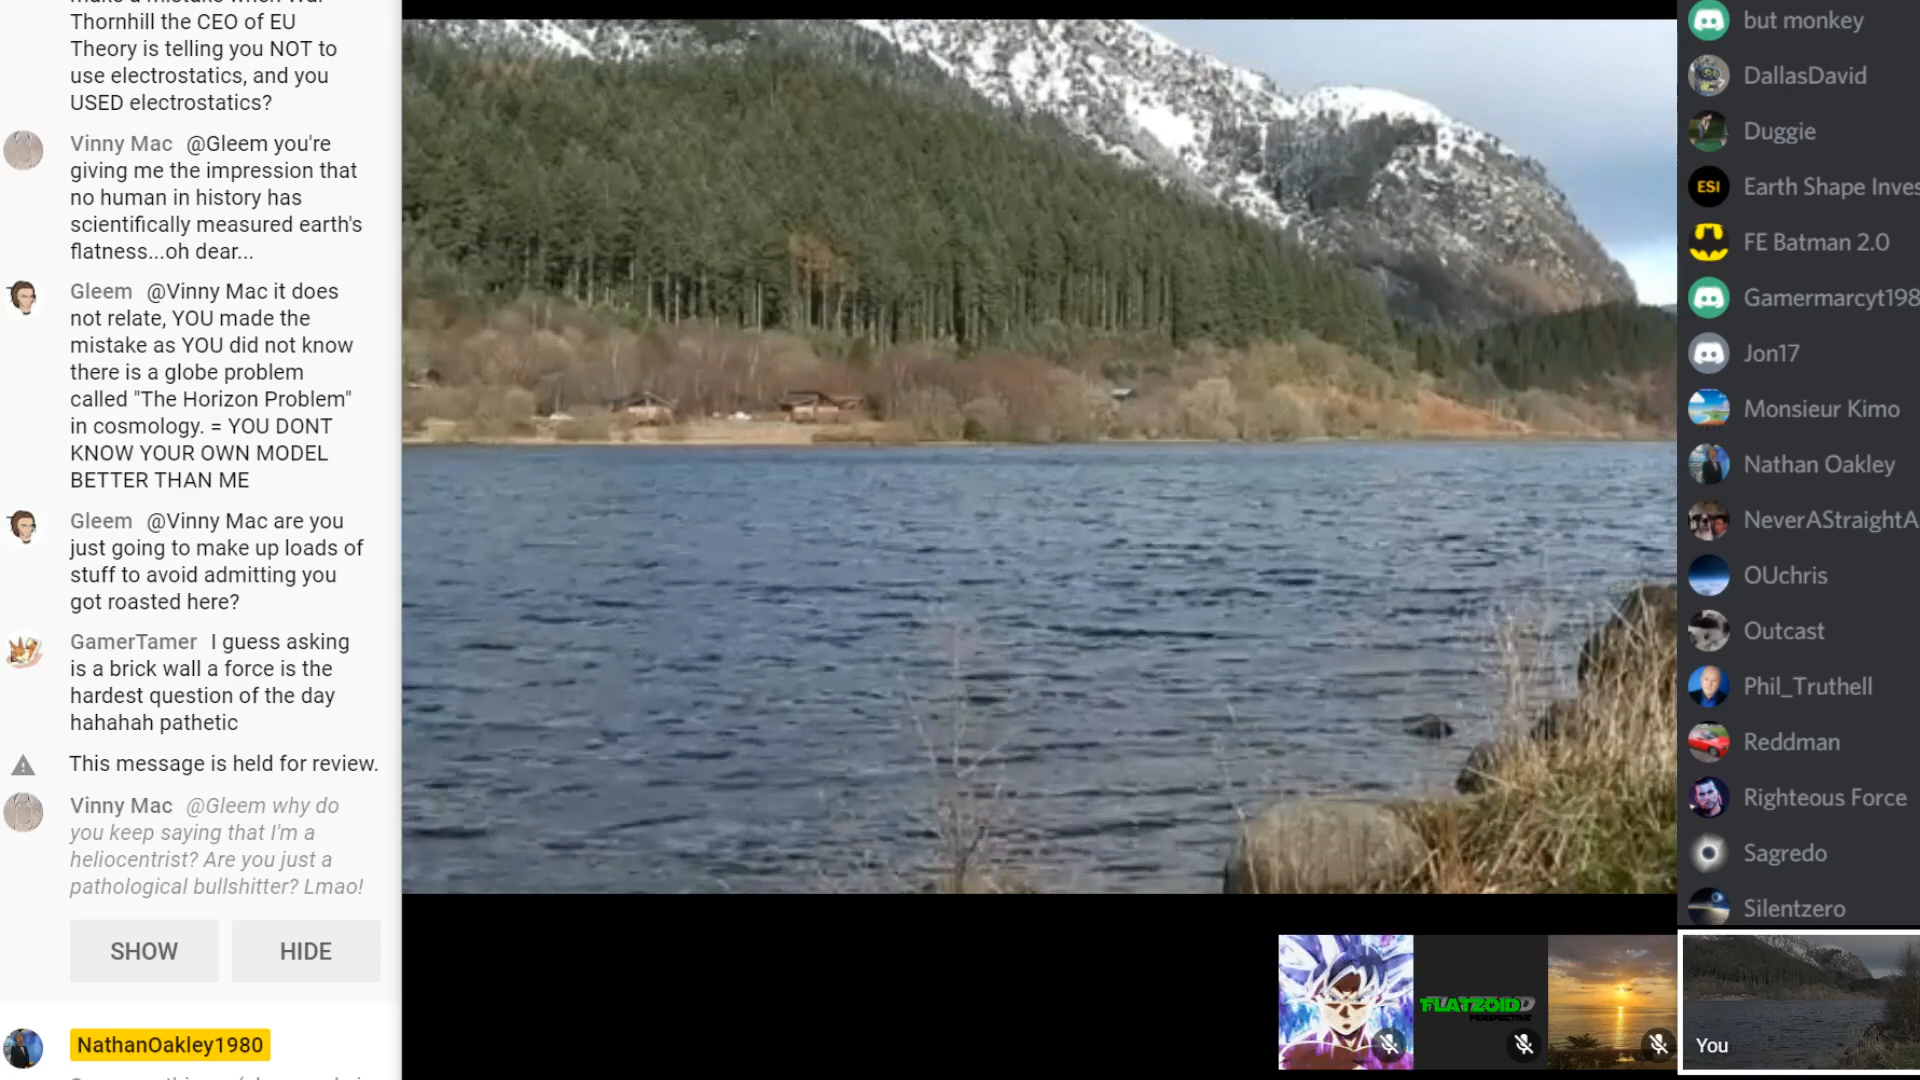 Thornhill the CEO of EU
Theory is telling you NOT to
use electrostatics, and you
USED electrostatics?
Vinny Mac @Gleem you're
giving me the impression that
no human in history has
scientifically measured earth's
flatness...oh dear...
Gleem @Vinny Mac it does
not relate, YOU made the
mistake as YOU did not know
there is a globe problem
called "The Horizon Problem"
in cosmology. = YOU DONT
KNOW YOUR OWN MODEL
BETTER THAN ME
Gleem @Vinny Mac are you
just going to make up loads of
stuff to avoid admitting you
got roasted here?
GamerTamer I guess asking
is a brick wall a force is the
hardest question of the day
hahahah pathetic
This message is held for review.
Vinny Mac @Gleem why do
you keep saying that I'm a
heliocentrist? Are you just a
pathological bullshitter? Lmao!
SHOW HIDE
NathanOakley1980
but monkey
DallasDavid
Duggie
ESI Earth Shape Inves
FE Batman 2.0
Gamermarcyt198
Jon17
Monsieur Kimo
Nathan Oakley
NeverAStraightA
OUchris
Outcast
Phil_Truthell
Reddman
Righteous Force
Sagredo
Silentzero
FLATZOID
PERSPECTIVE
You